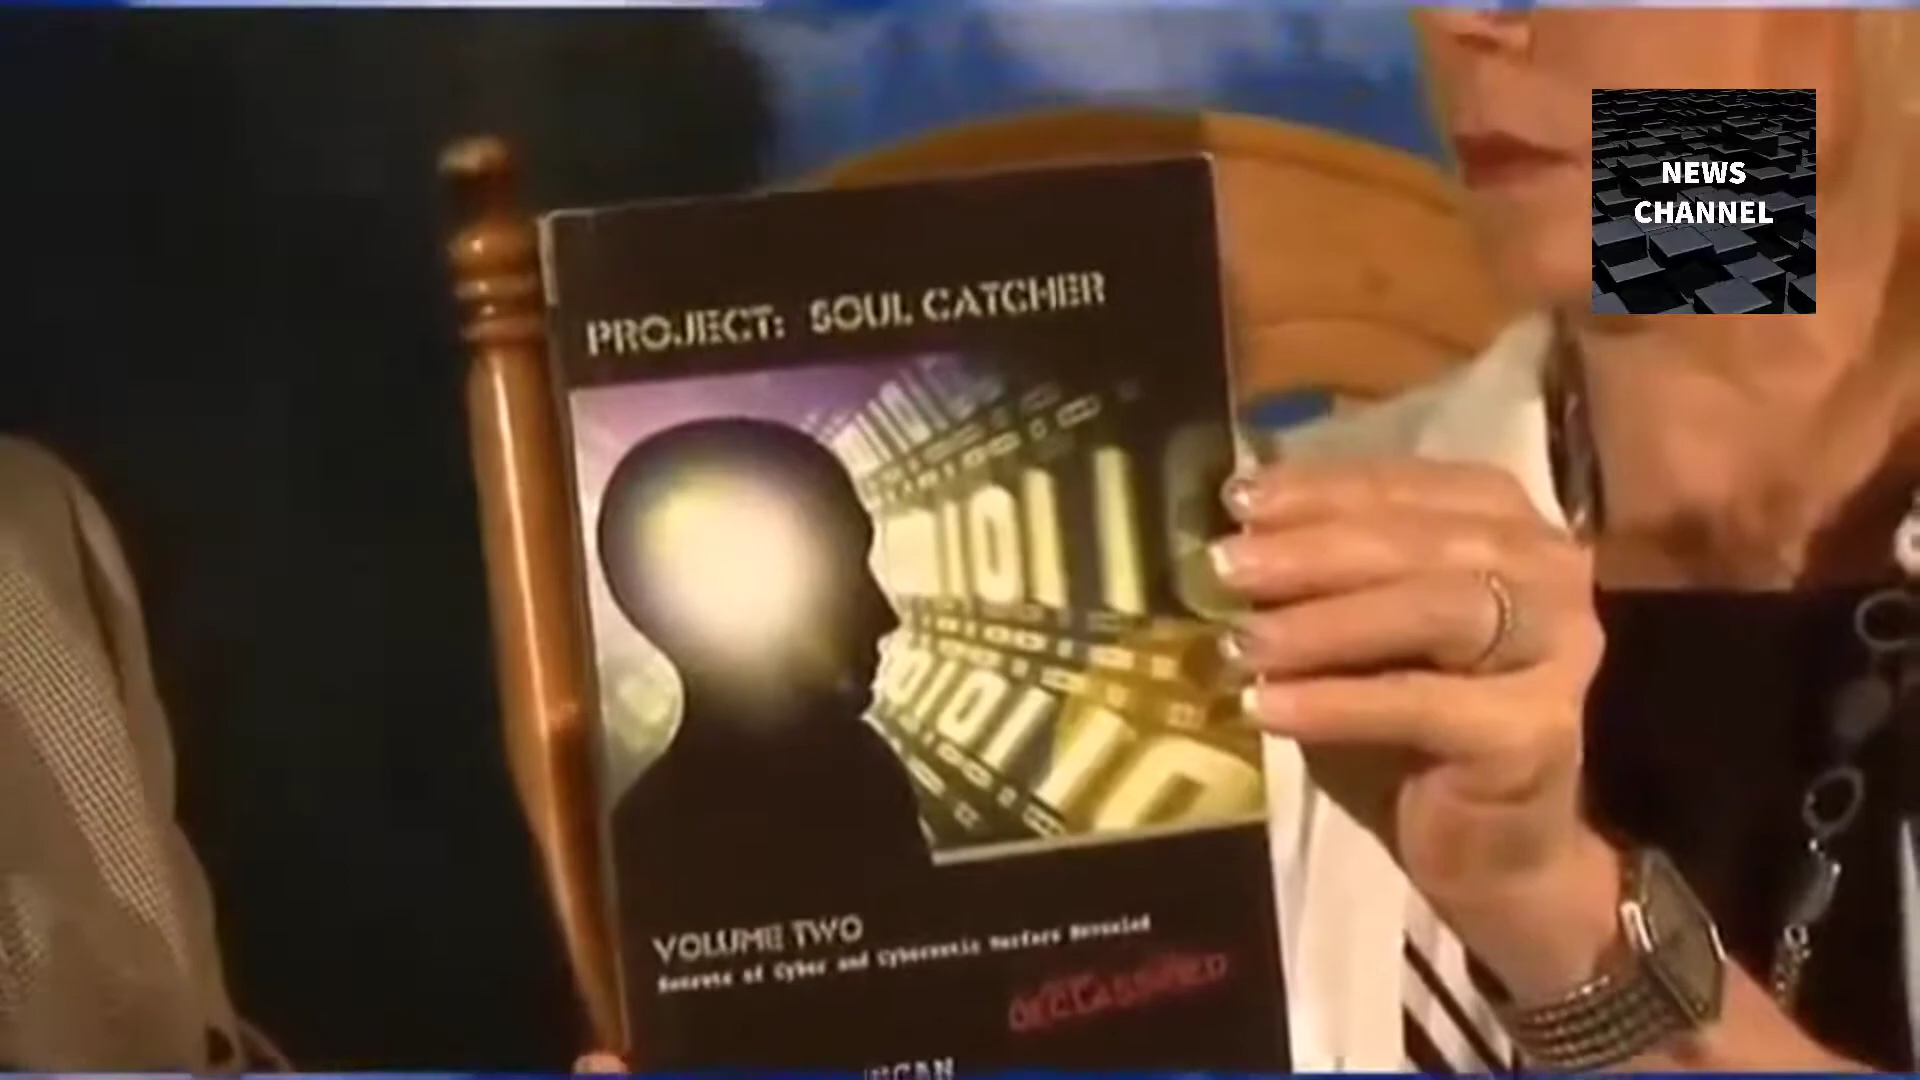 NEWS
CHANNEL
PROJECT: SOUL CATCHER
VOLUME TWO
Secrets of Cyber and Cybernetic Warfare Revealed
DECLASSIFIED